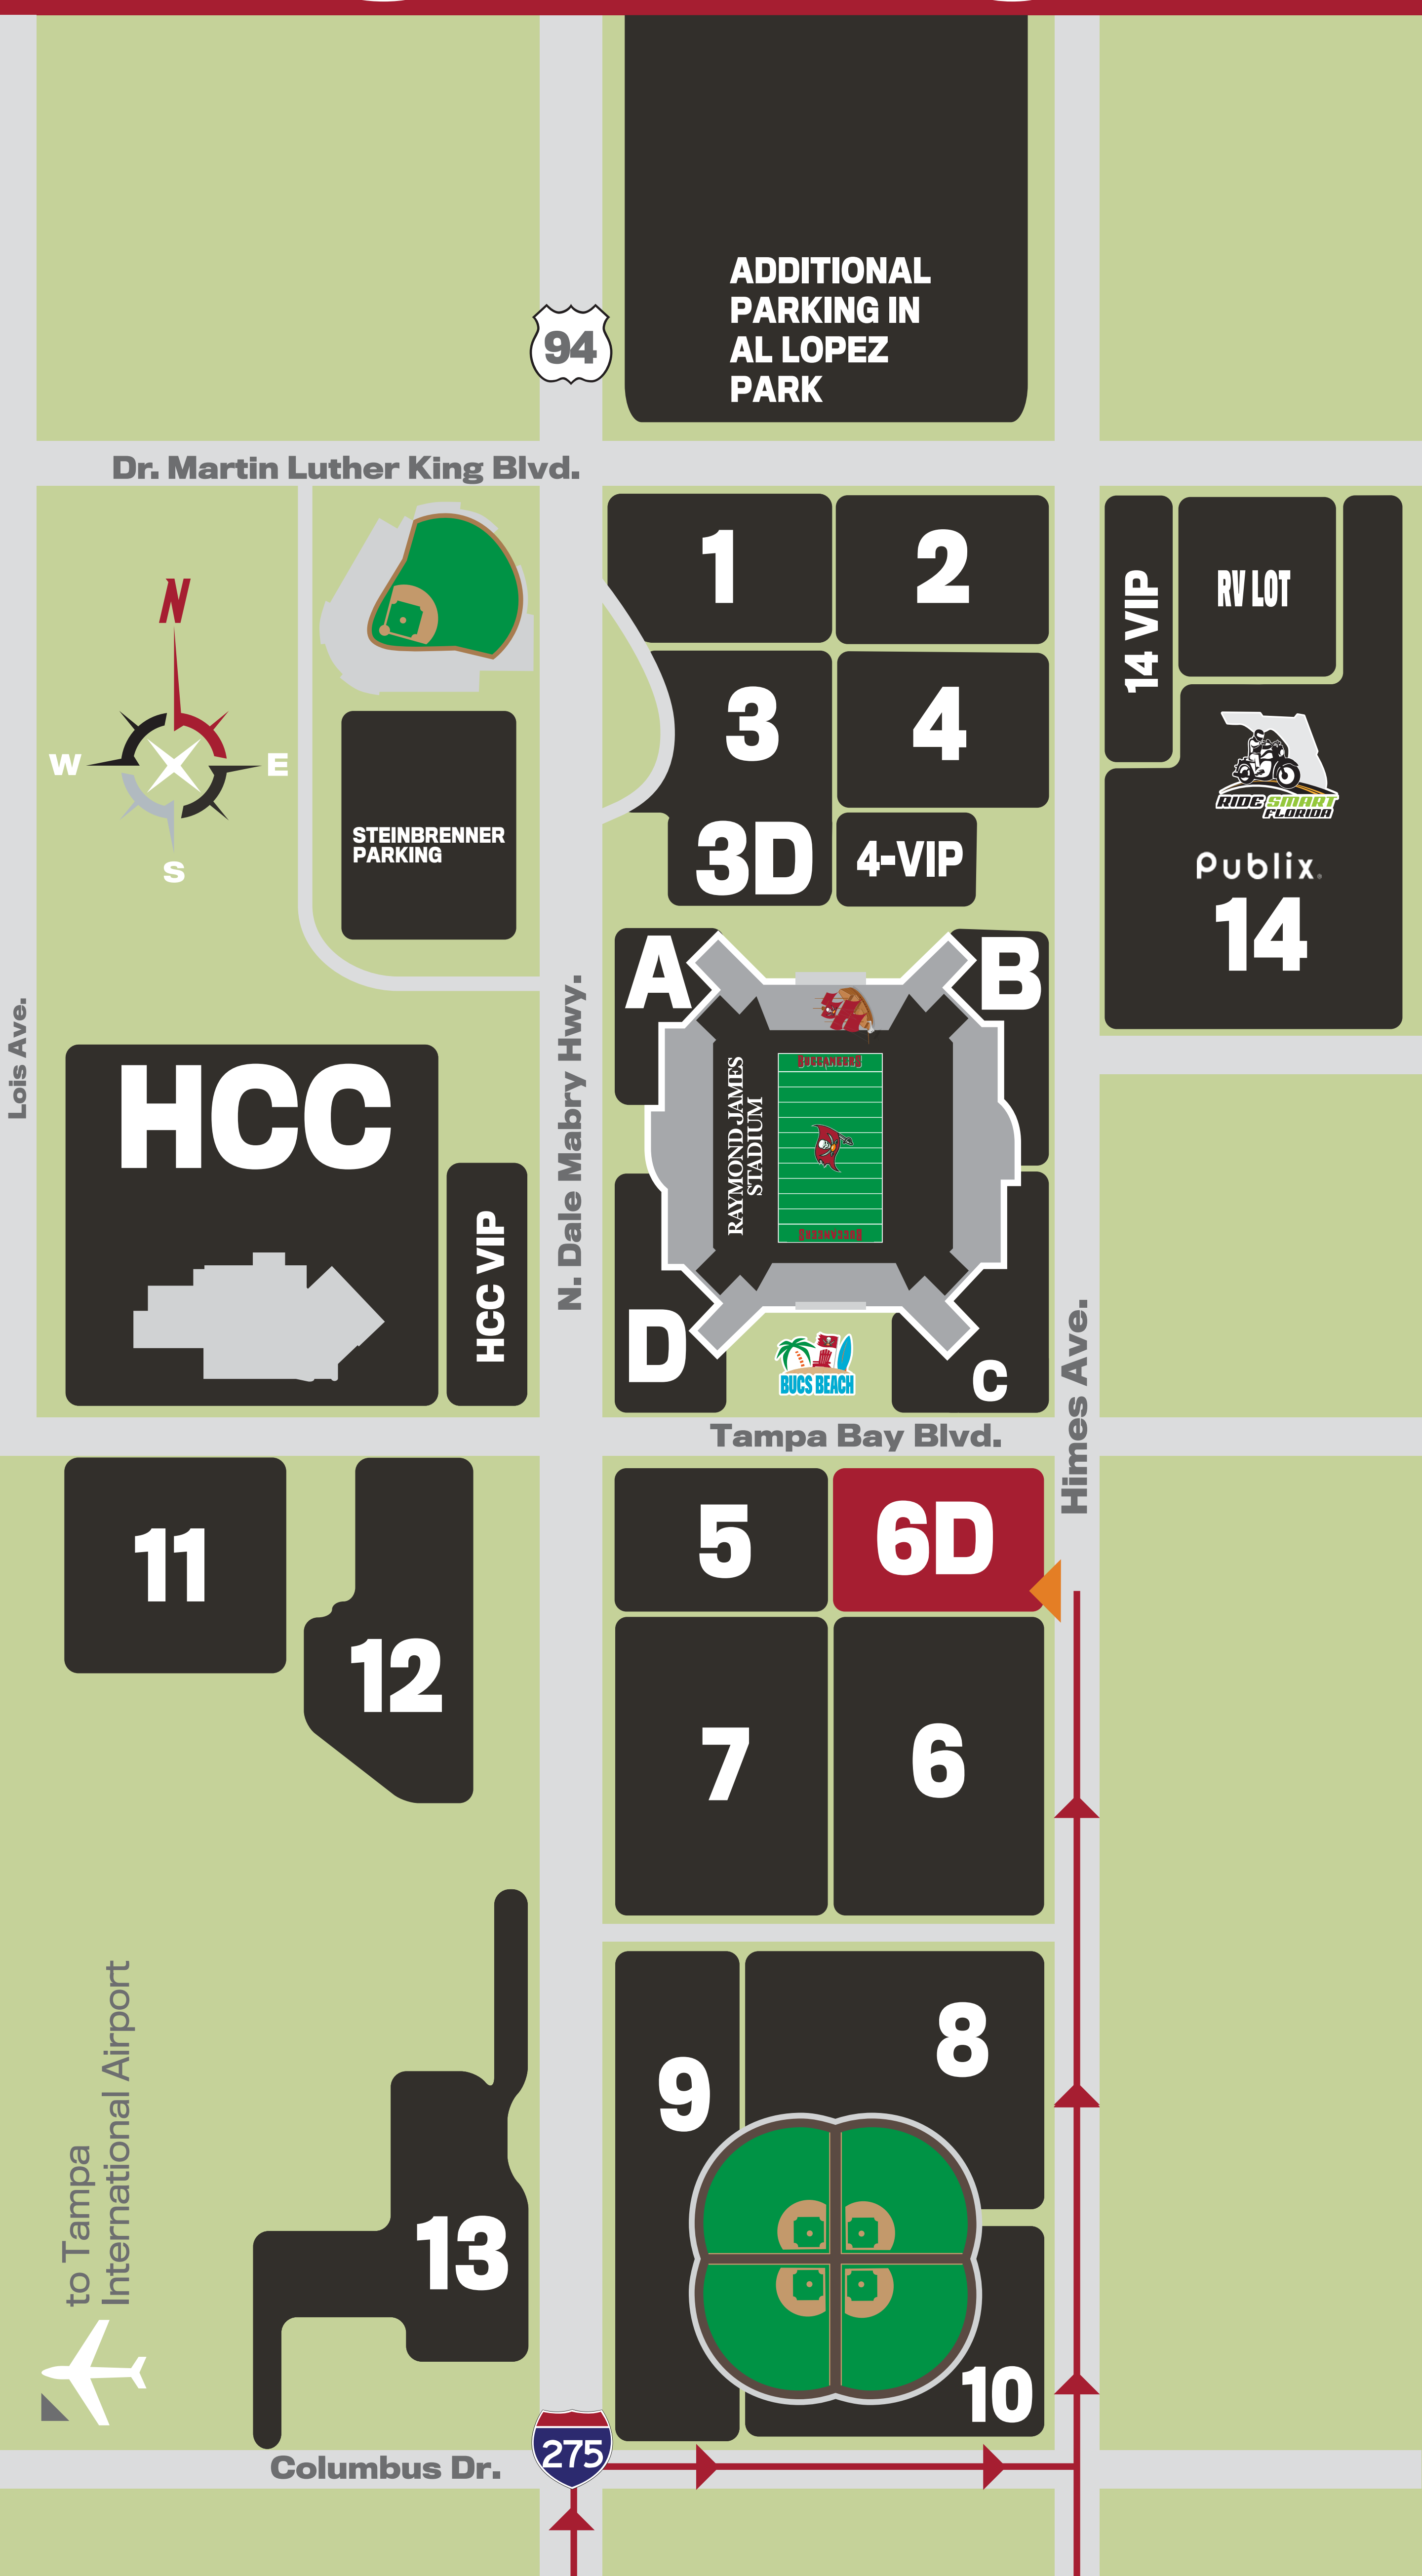 ADDITIONAL
PARKING IN
AL LOPEZ
PARK
94
Dr. Martin Luther King Blvd.
1
2
14 VIP
RV LOT
N
W
E
S
3
4
STEINBRENNER
PARKING
3D
4-VIP
RIDE SMART
FLORIDA
Publix
14
A
B
Lois Ave.
N. Dale Mabry Hwy.
HCC
HCC VIP
BUCCANEERS
RAYMOND JAMES
STADIUM
BUCCANEERS
D
BUCS BEACH
C
Himes Ave.
Tampa Bay Blvd.
11
12
5
6D
7
6
to Tampa
International Airport
9
8
13
10
275
Columbus Dr.